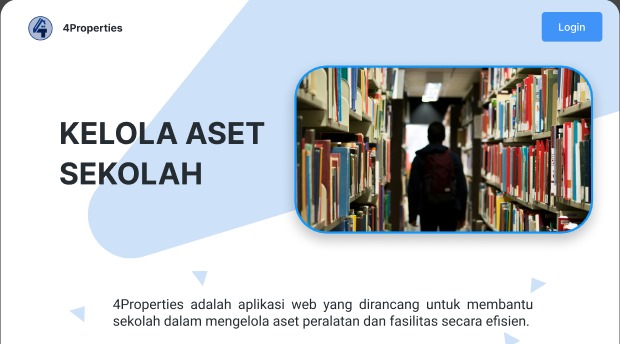 4Properties
Login
KELOLA ASET
SEKOLAH
4Properties adalah aplikasi web yang dirancang untuk membantu
sekolah dalam mengelola aset peralatan dan fasilitas secara efisien.